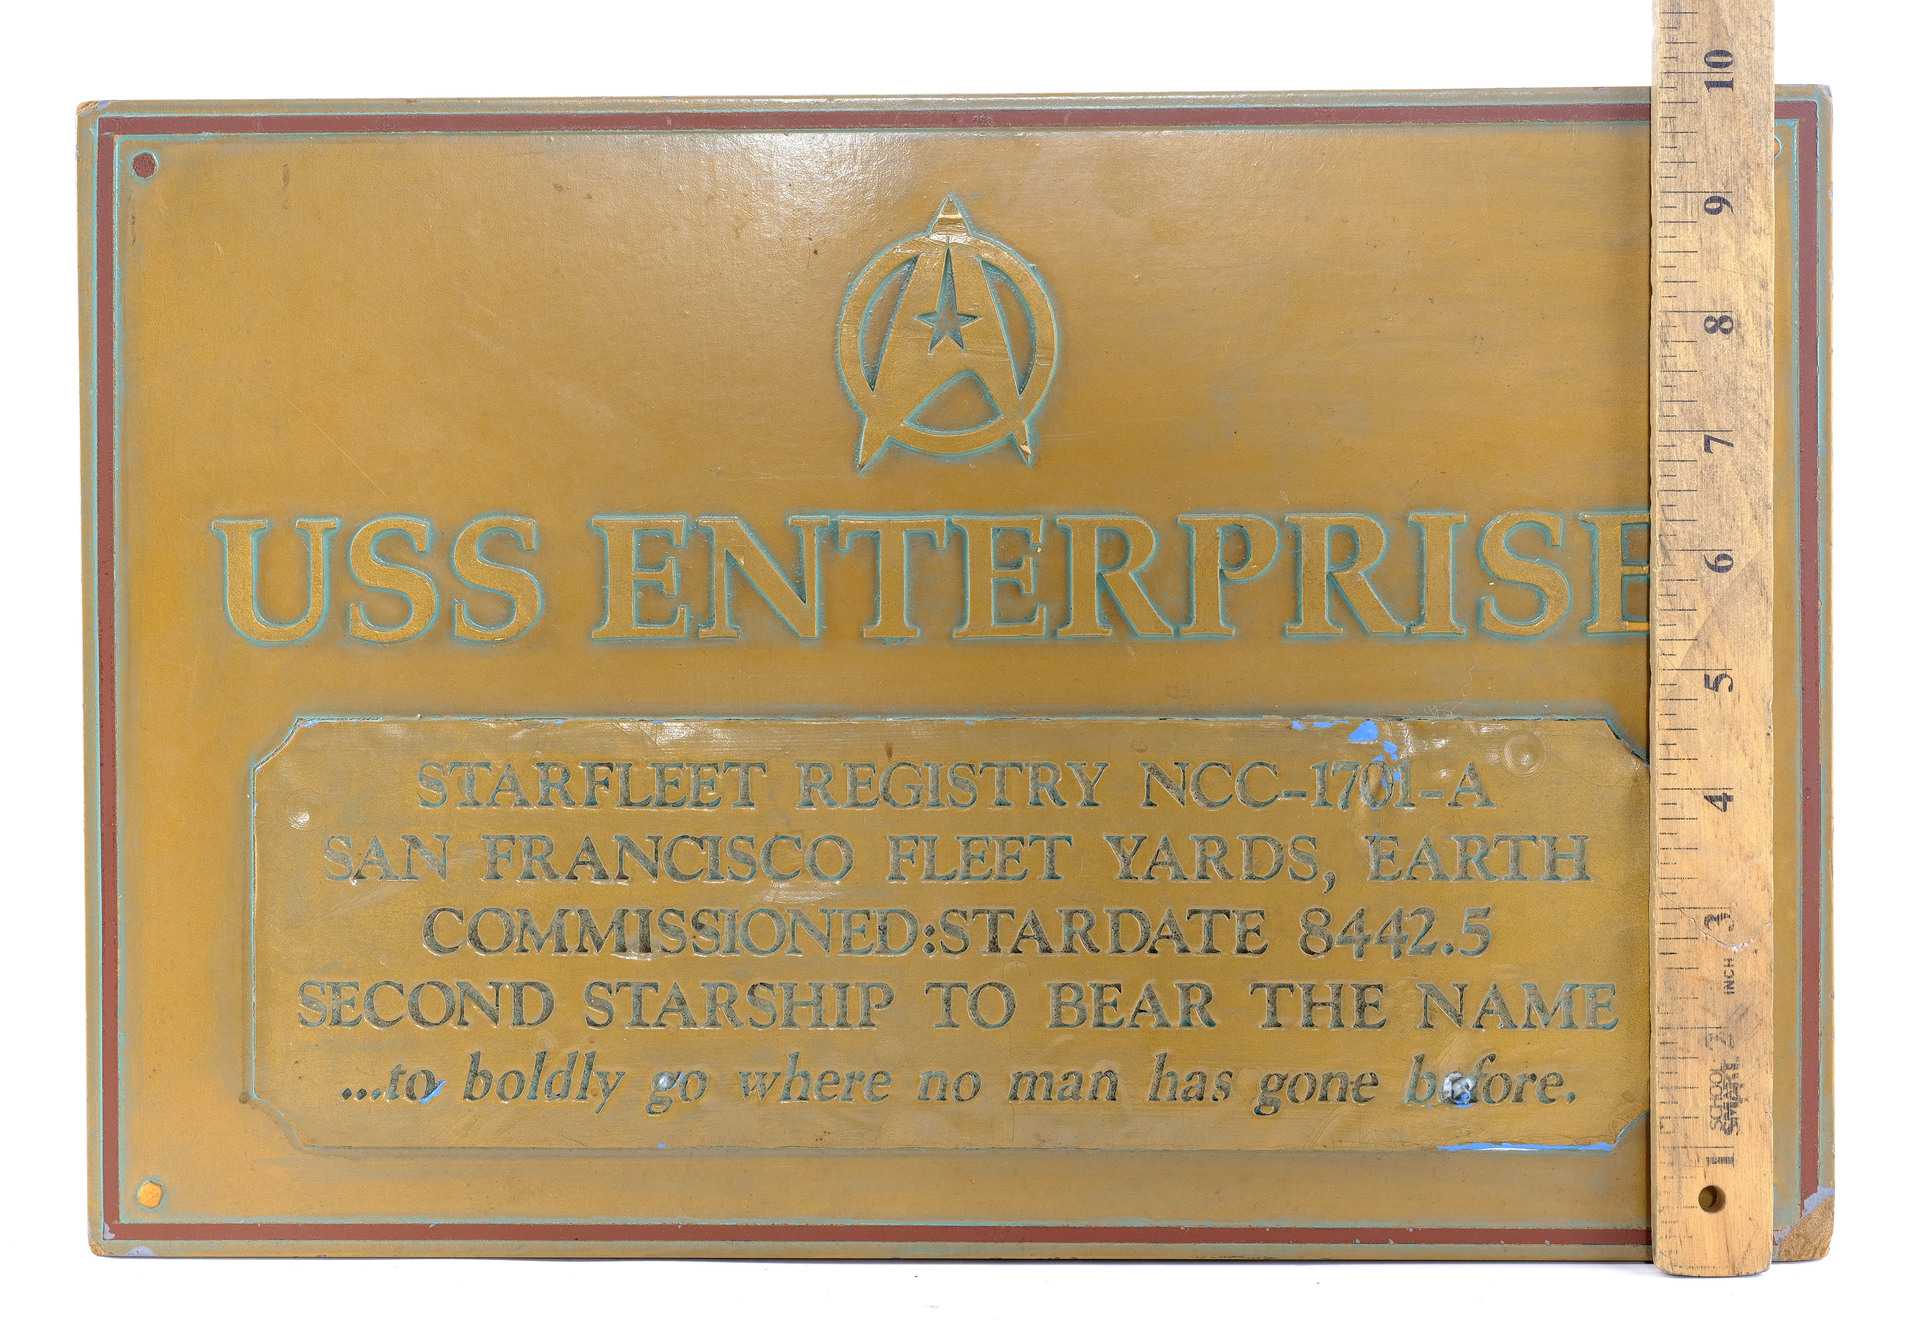 USS ENTERPRISE
STARFLEET REGISTRY NCC-1701-A
SAN FRANCISCO FLEET YARDS, EARTH
COMMISSIONED:STARDATE 8442.5
SECOND STARSHIP TO BEAR THE NAME
...to boldly go where no man has gone before.
10
9
8
7
6
5
4
3
INCH
2
SCHOOL
SMART
1